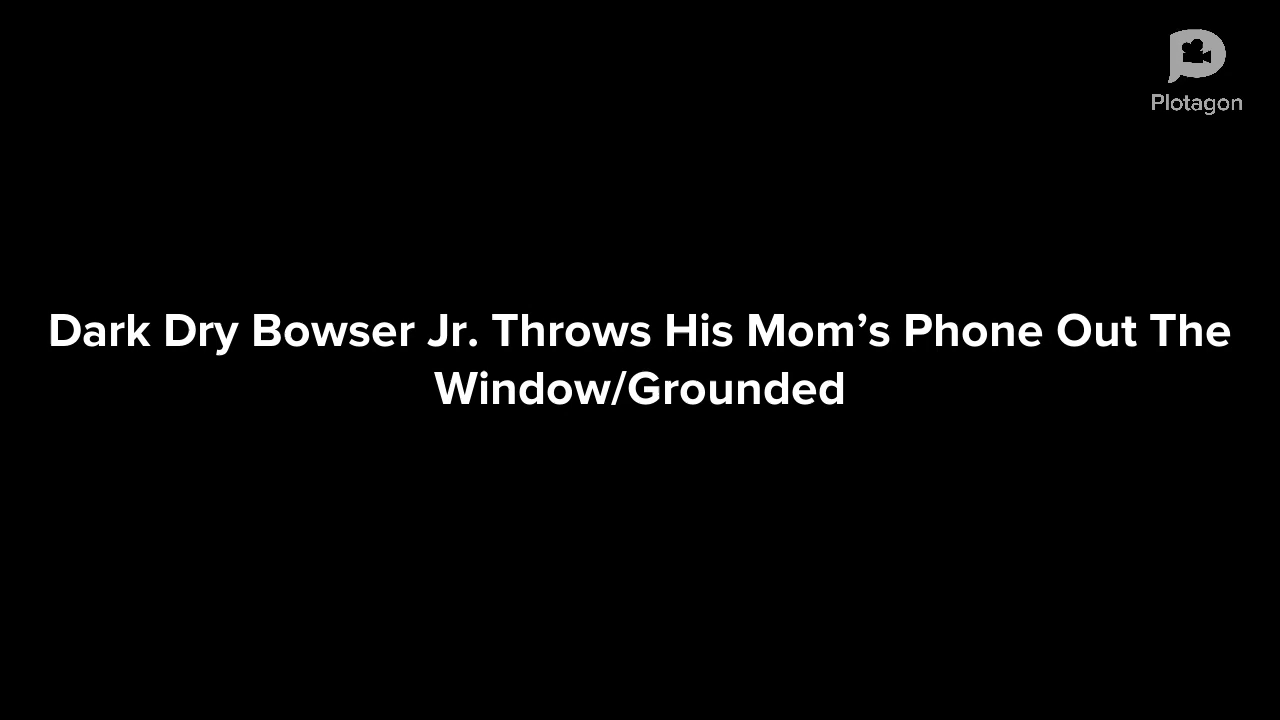 Plotagon
Dark Dry Bowser Jr. Throws His Mom’s Phone Out The
Window/Grounded